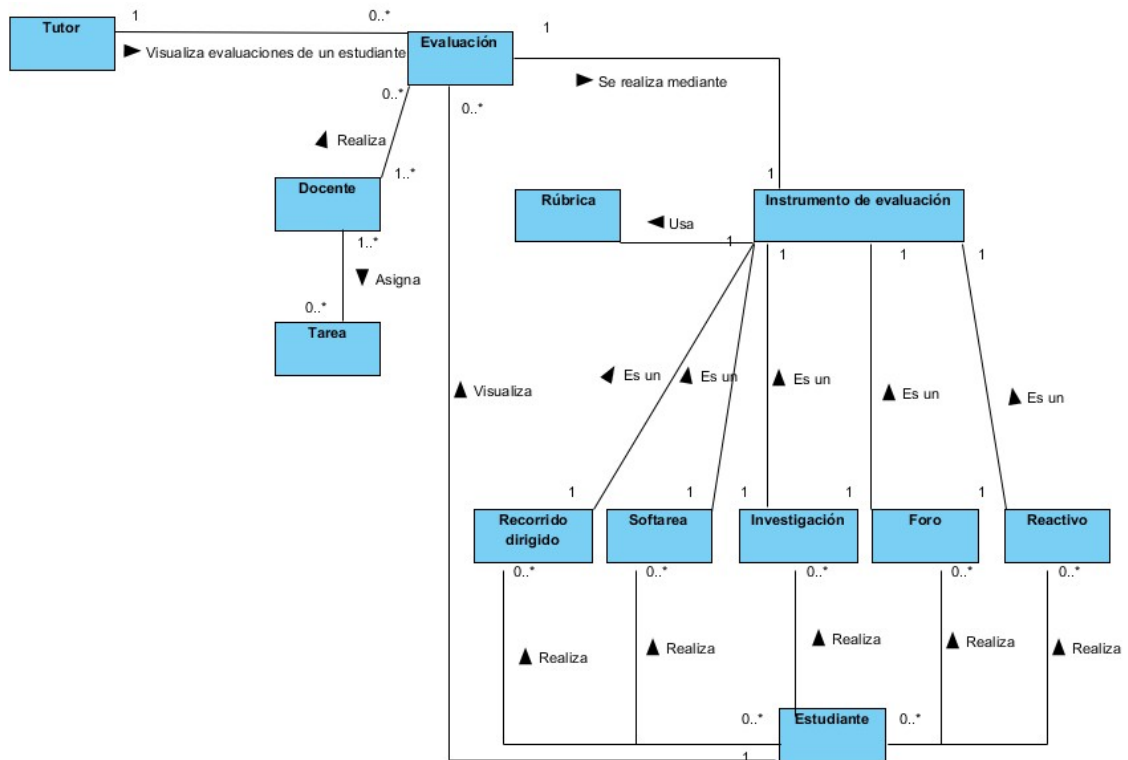 1
0..*
Tutor
Evaluación
1
Visualiza evaluaciones de un estudiante
Se realiza mediante
0..*
0..*
Realiza
1..*
1
Docente
Rúbrica
Instrumento de evaluación
Usa
1..*
1
1
1
1
Asigna
0..*
Tarea
Visualiza
Es un
Es un
Es un
Es un
Es un
1
1
1
1
1
Recorrido
dirigido
Softarea
Investigación
Foro
Reactivo
0..*
0..*
0..*
0..*
0..*
Realiza
Realiza
Realiza
Realiza
Realiza
0..*
Estudiante
0..*
1